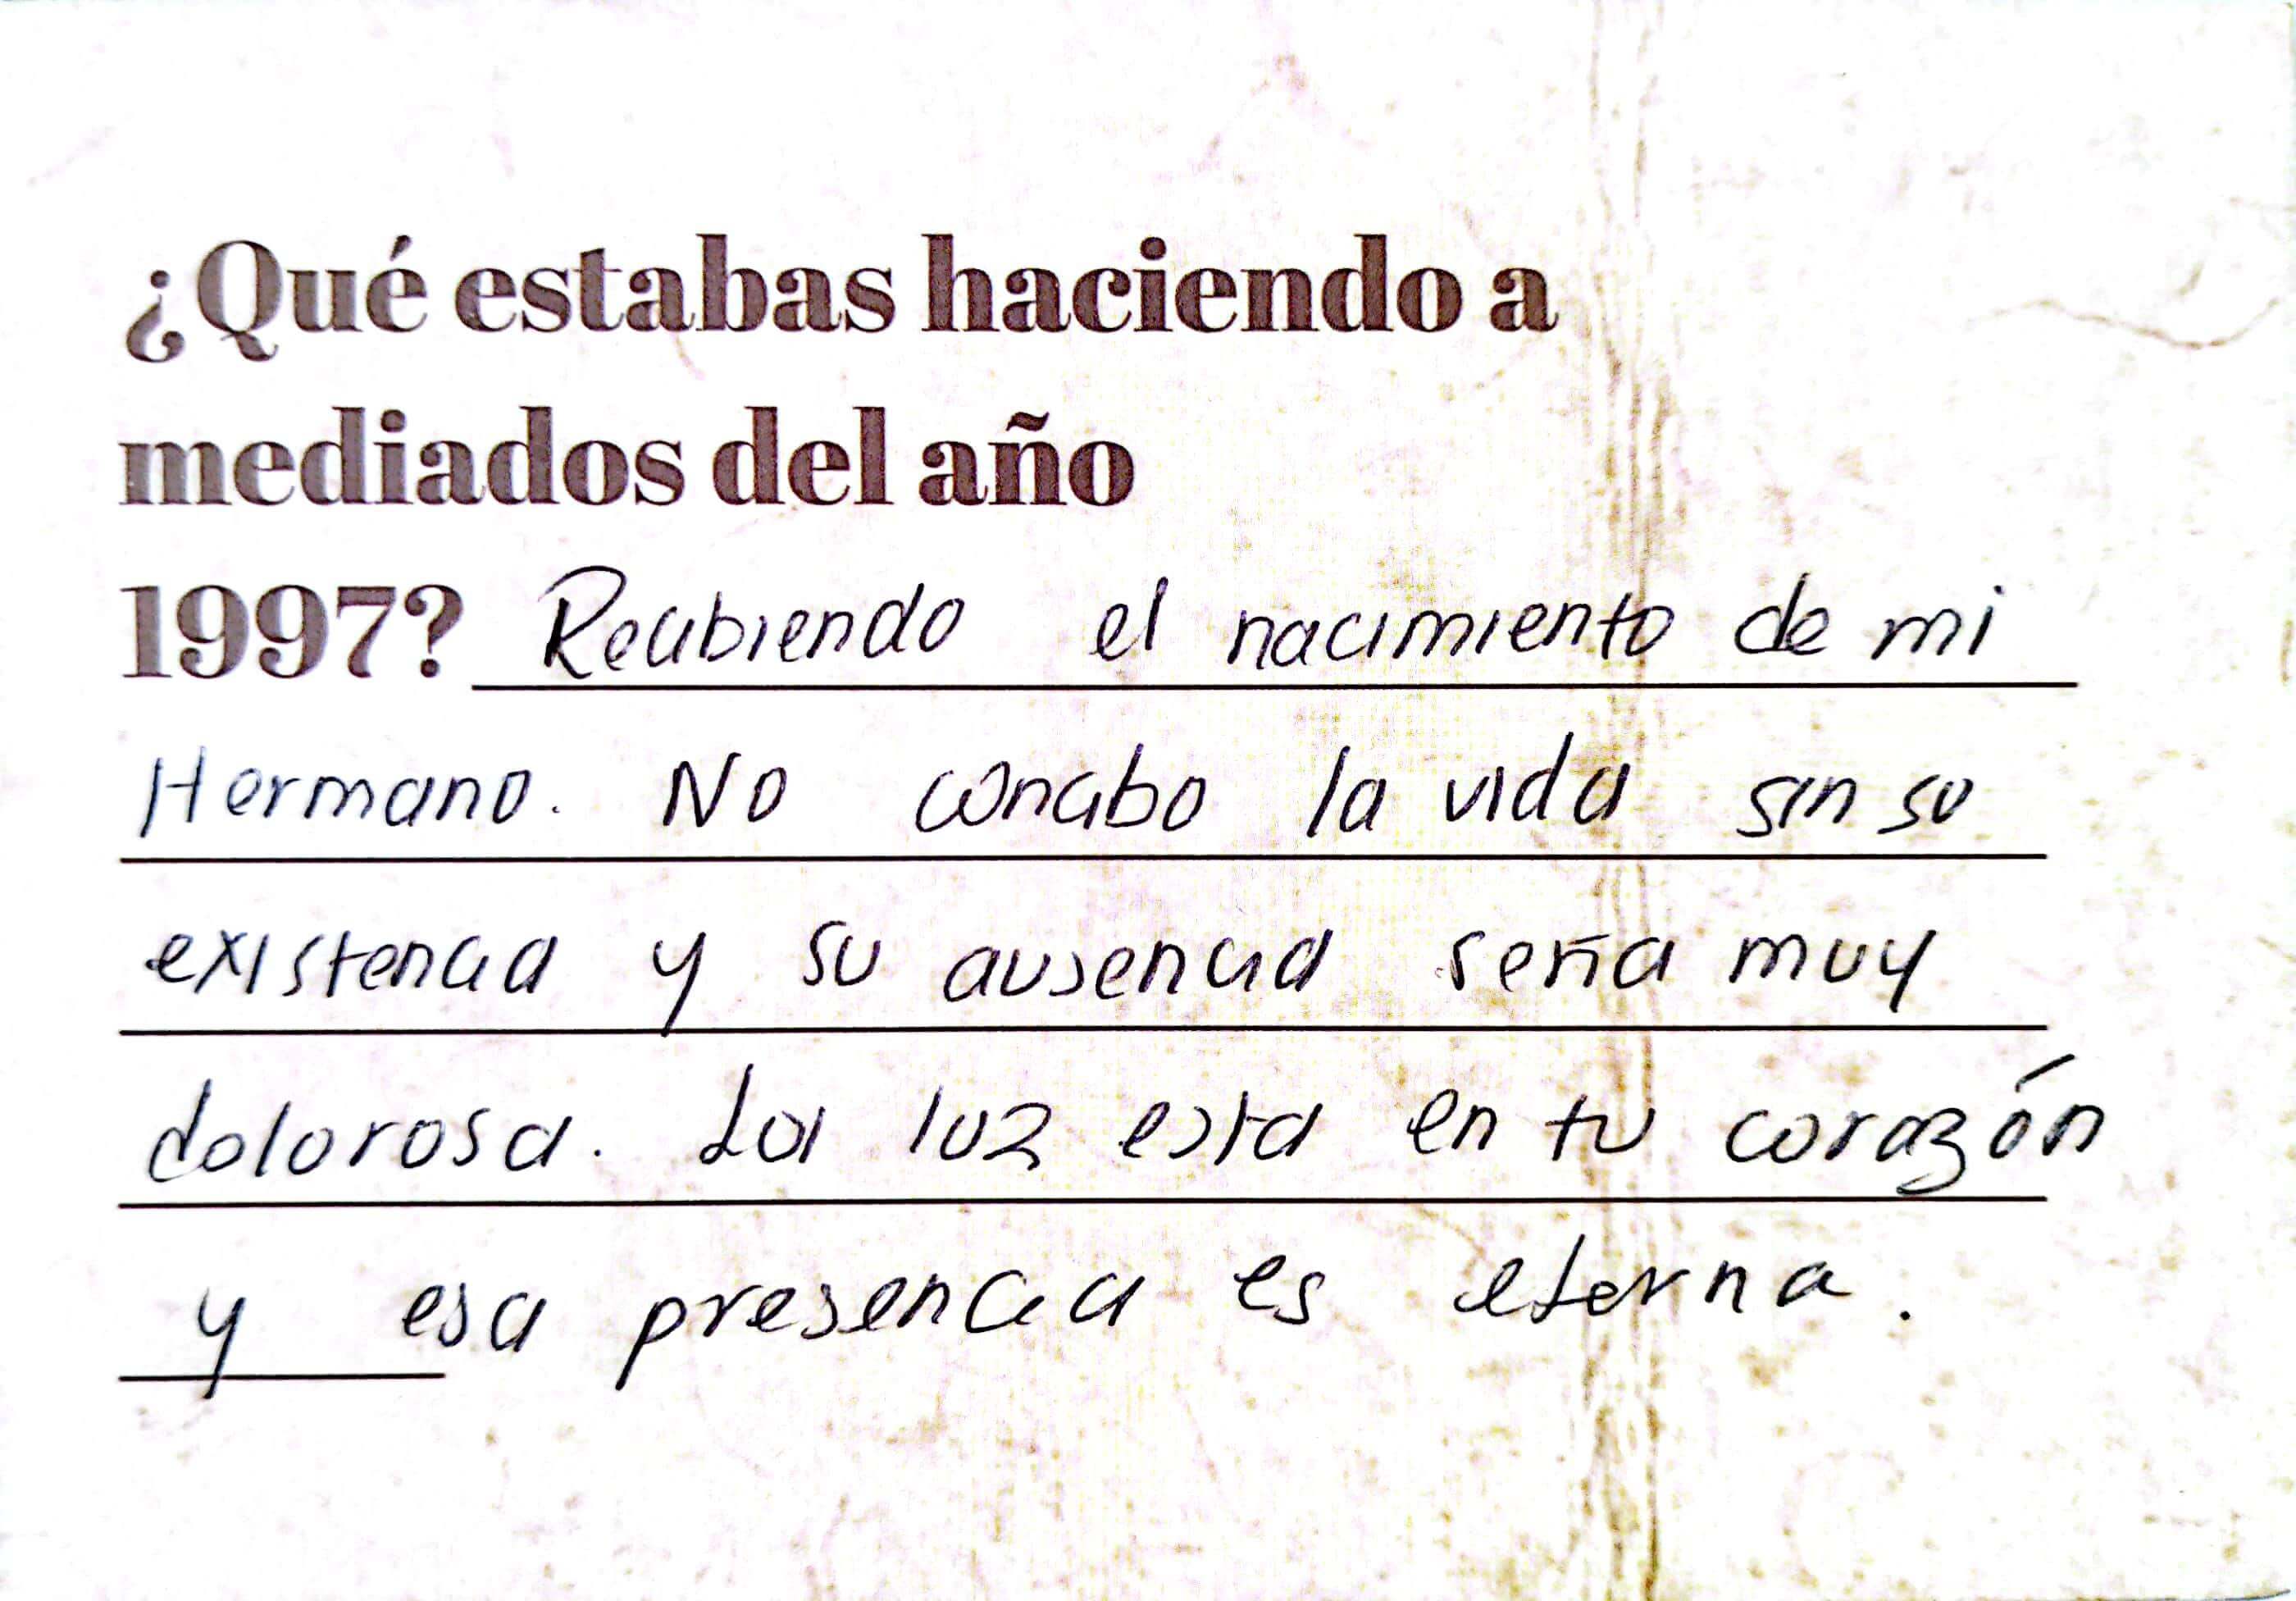 ¿Qué estabas haciendo a
mediados del año
1997? Recibiendo el nacimiento de mi
Hermano. No concibo la vida sin su
existencia y su ausencia sería muy
dolorosa. La luz esta en tu corazón
y esa presencia es eterna.